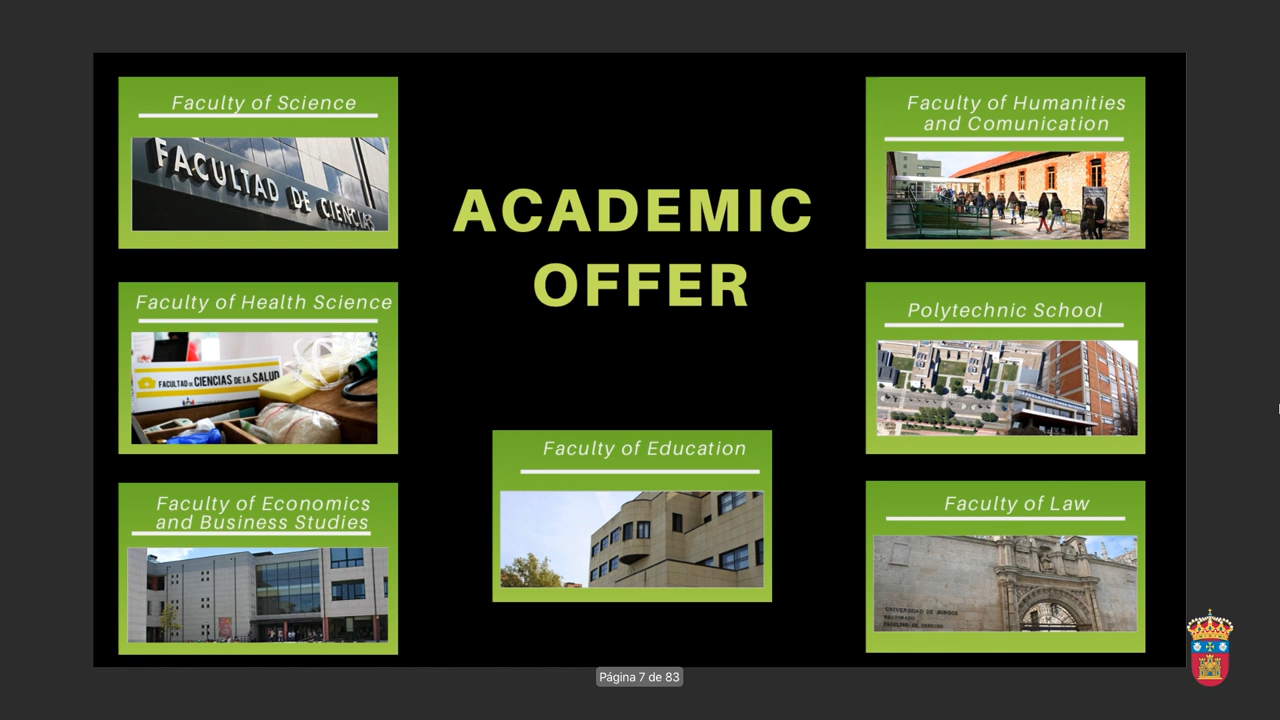 Faculty of Science
FACULTAD DE CIENCIAS
Faculty of Health Science
FACULTAD DE CIENCIAS DE LA SALUD
Faculty of Economics
and Business Studies
ACADEMIC
OFFER
Faculty of Education
Faculty of Humanities
and Comunication
Polytechnic School
Faculty of Law
UNIVERSIDAD DE BURGOS
RECTORADO
FACULTAD DE DERECHO
Página 7 de 83